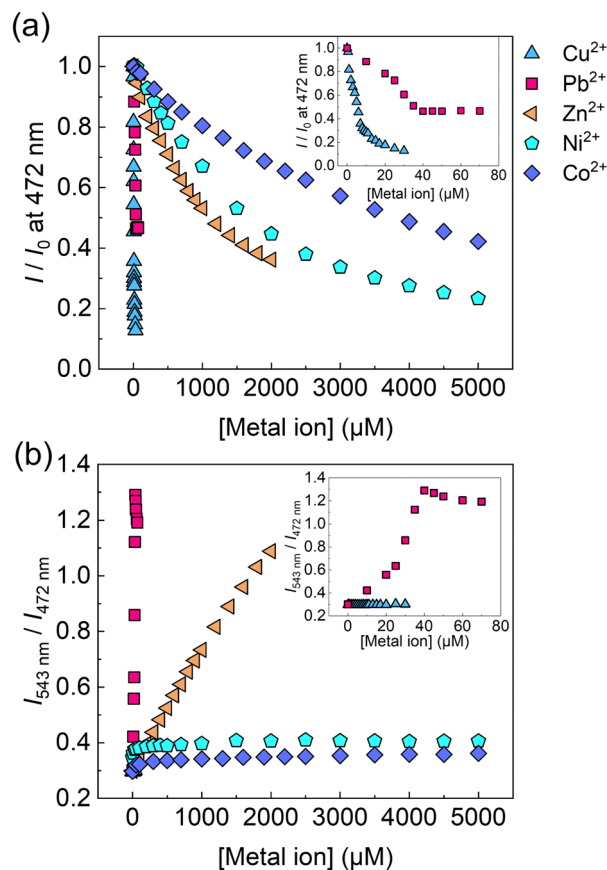 (a)
I / I0 at 472 nm
1.0
0.8
0.6
0.4
0.2
0.0
0 1000 2000 3000 4000 5000
[Metal ion] (µM)
I / I0 at 472 nm
1.0
0.8
0.6
0.4
0.2
0.0
0 20 40 60 80
[Metal ion] (µM)
Cu2+
Pb2+
Zn2+
Ni2+
Co2+
(b)
I543 nm / I472 nm
1.4
1.2
1.0
0.8
0.6
0.4
0.2
0 1000 2000 3000 4000 5000
[Metal ion] (µM)
I543 nm / I472 nm
1.4
1.2
1.0
0.8
0.6
0.4
0.2
0 20 40 60 80
[Metal ion] (µM)